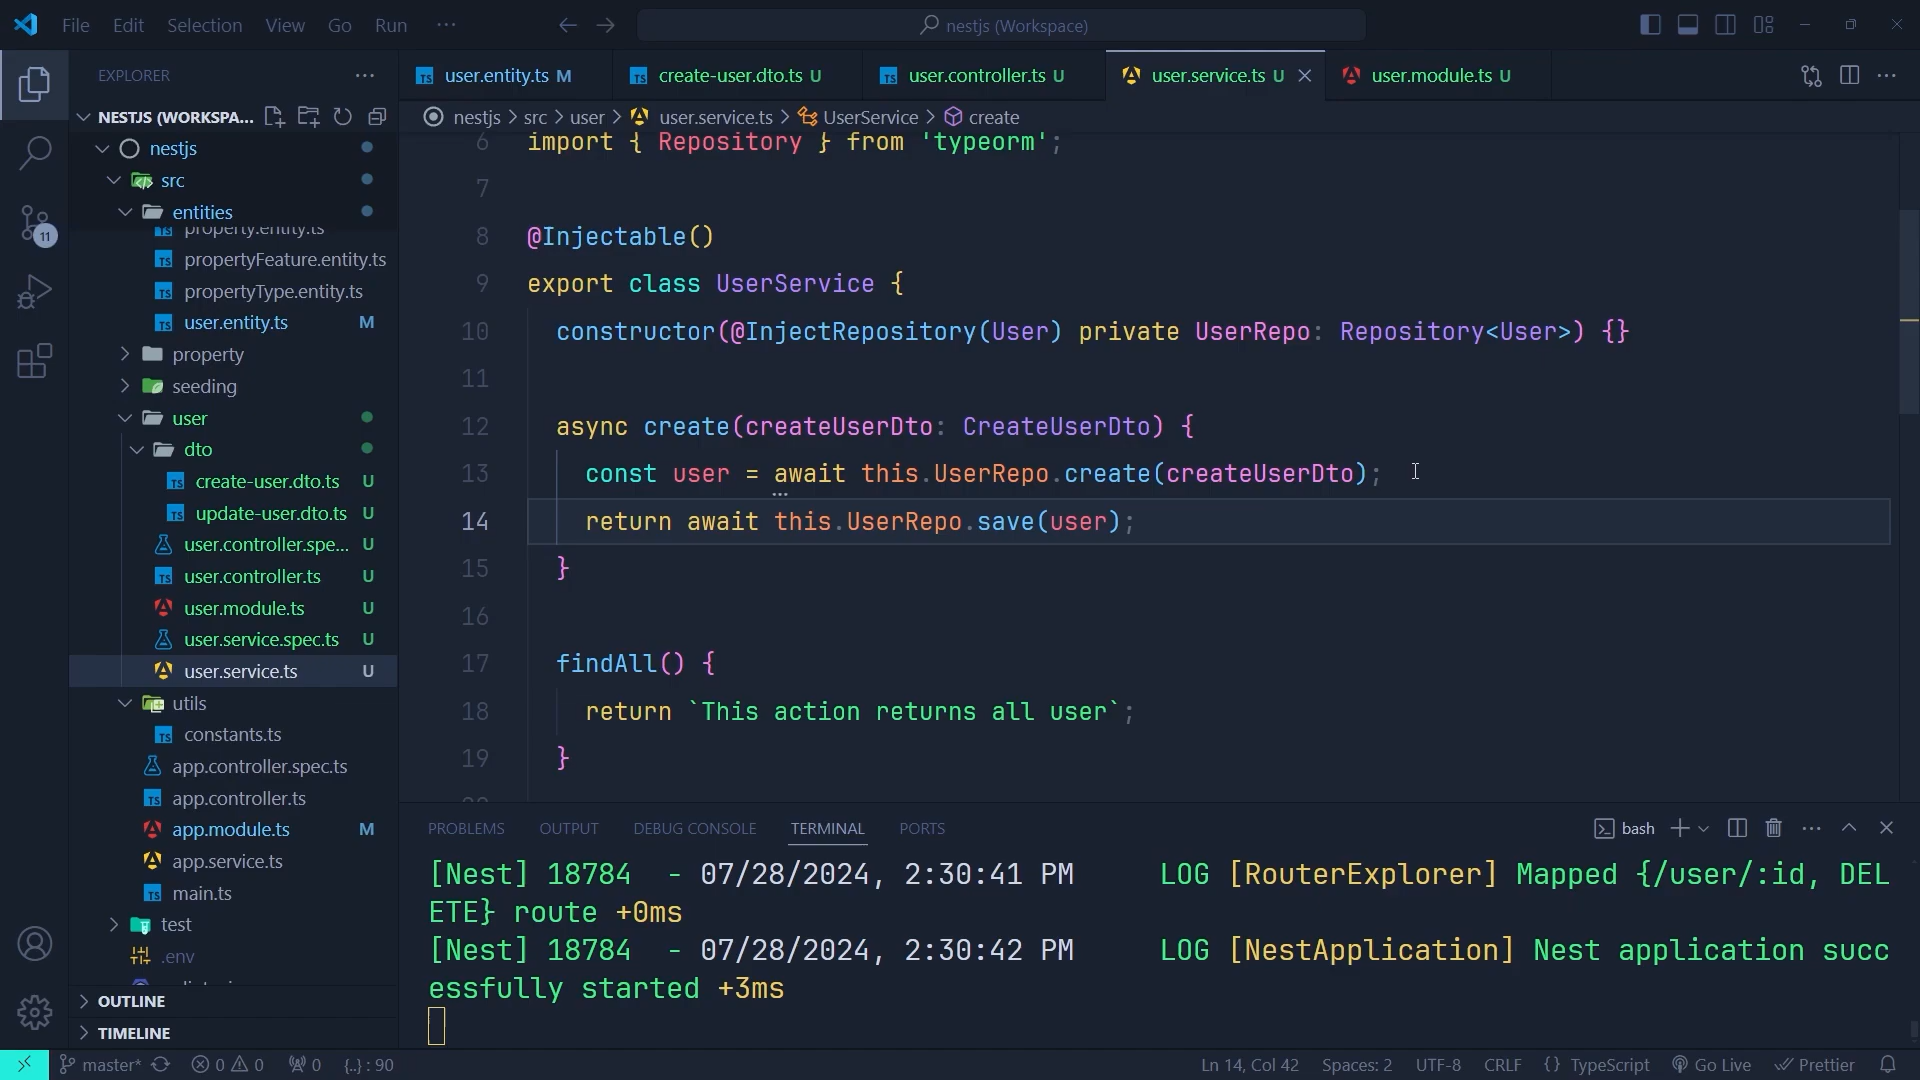 File Edit Selection View Go Run ··· nestjs (Workspace)
EXPLORER ···
NESTJS (WORKSPA...
nestjs
src
entities
property.entity.ts
propertyFeature.entity.ts
propertyType.entity.ts
user.entity.ts M
property
seeding
user
dto
create-user.dto.ts U
update-user.dto.ts U
user.controller.spe... U
user.controller.ts U
user.module.ts U
user.service.spec.ts U
user.service.ts U
utils
constants.ts
app.controller.spec.ts
app.controller.ts
app.module.ts M
app.service.ts
main.ts
test
.env
OUTLINE
TIMELINE
11
user.entity.ts M create-user.dto.ts U user.controller.ts U user.service.ts U user.module.ts U
nestjs > src > user > user.service.ts > UserService > create
6 import { Repository } from 'typeorm';
7
8 @Injectable()
9 export class UserService {
10 constructor(@InjectRepository(User) private UserRepo: Repository<User>) {}
11
12 async create(createUserDto: CreateUserDto) {
13 const user = await this.UserRepo.create(createUserDto);
14 return await this.UserRepo.save(user);
15 }
16
17 findAll() {
18 return `This action returns all user`;
19 }
PROBLEMS OUTPUT DEBUG CONSOLE TERMINAL PORTS bash
[Nest] 18784  - 07/28/2024, 2:30:41 PM     LOG [RouterExplorer] Mapped {/user/:id, DEL
ETE} route +0ms
[Nest] 18784  - 07/28/2024, 2:30:42 PM     LOG [NestApplication] Nest application succ
essfully started +3ms
master* 0 0 0 {..} : 90 Ln 14, Col 42 Spaces: 2 UTF-8 CRLF {} TypeScript Go Live Prettier